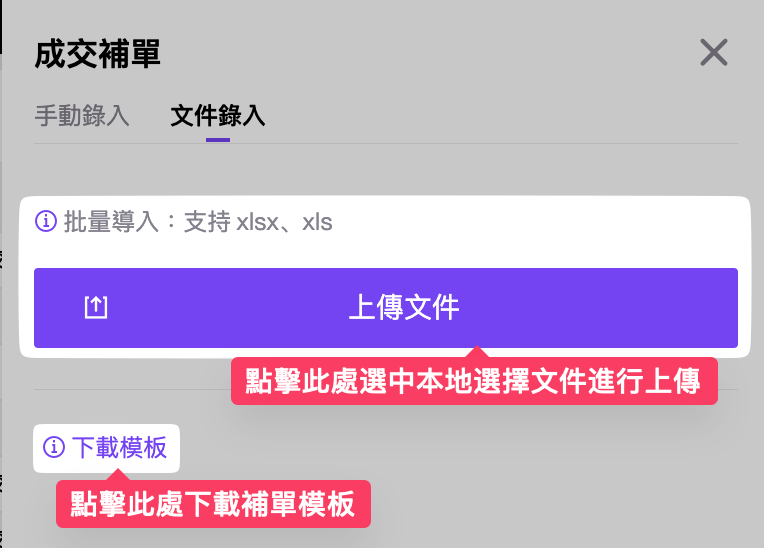 成交補單
手動錄入 文件錄入
批量導入：支持 xlsx、xls
上傳文件
點擊此處選中本地選擇文件進行上傳
下載模板
點擊此處下載補單模板